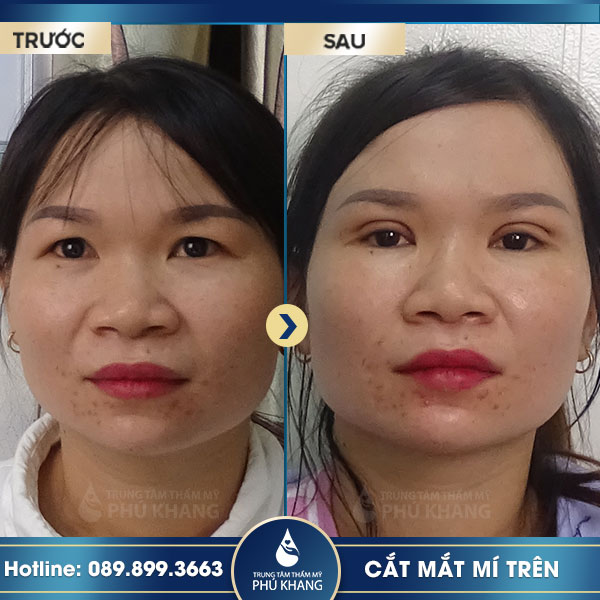 TRƯỚC
SAU
TRUNG TÂM THẨM MỸ
PHÚ KHANG
TRUNG TÂM THẨM MỸ
PHÚ KHANG
Hotline: 089.899.3663
TRUNG TÂM THẨM MỸ
PHÚ KHANG
CẮT MẮT MÍ TRÊN